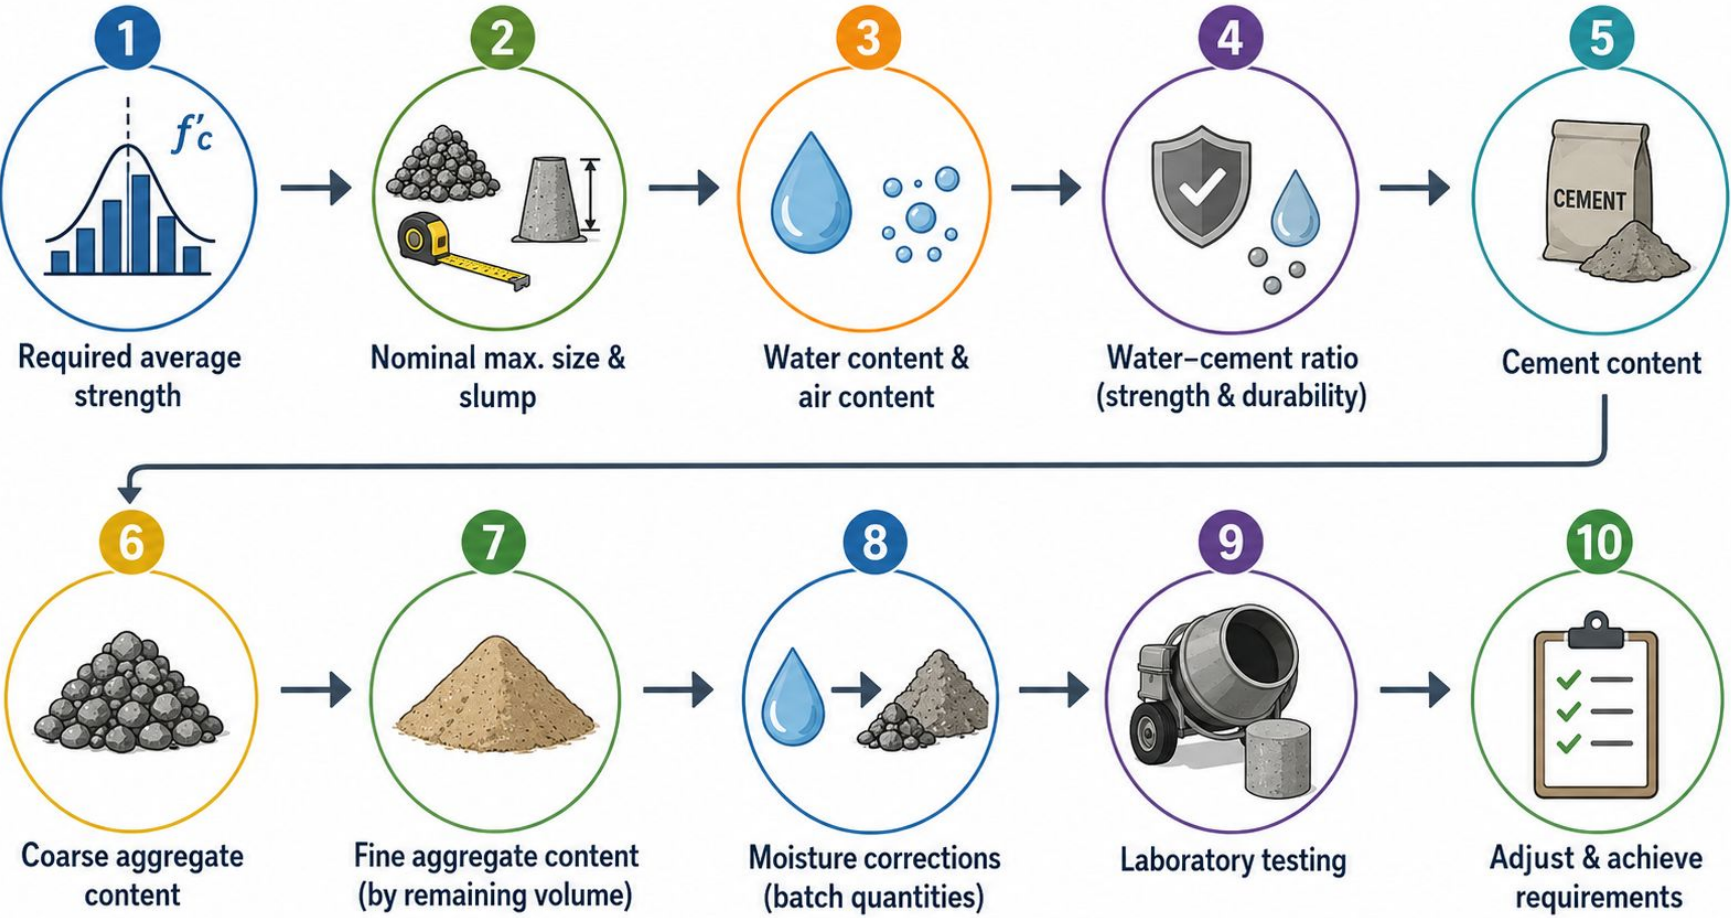 1
f'c
Required average
strength
2
Nominal max. size &
slump
3
Water content &
air content
4
Water–cement ratio
(strength & durability)
5
CEMENT
Cement content
6
Coarse aggregate
content
7
Fine aggregate content
(by remaining volume)
8
Moisture corrections
(batch quantities)
9
Laboratory testing
10
Adjust & achieve
requirements